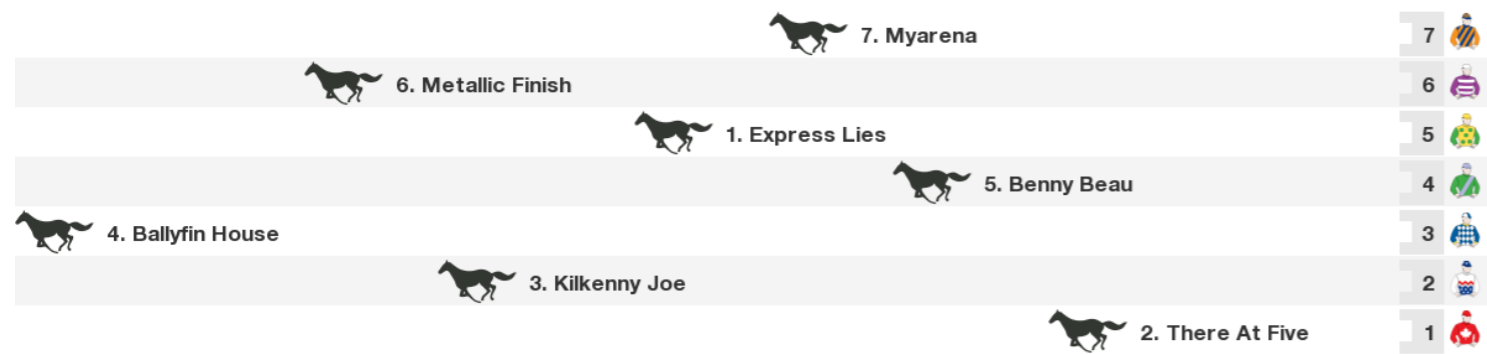 7. Myarena 7
6. Metallic Finish 6
1. Express Lies 5
5. Benny Beau 4
4. Ballyfin House 3
3. Kilkenny Joe 2
2. There At Five 1